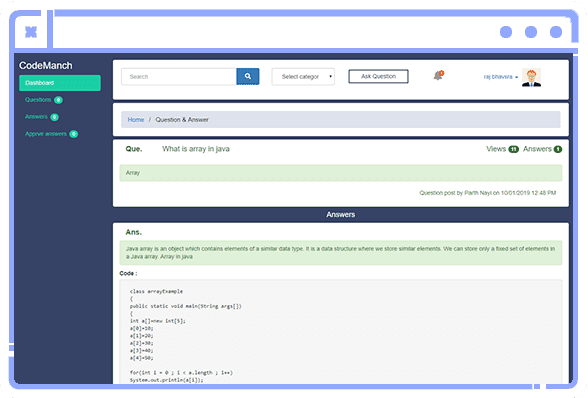 CodeManch
Dashboard
Questions 0
Answers 0
Approve answers 0
Search
Select categor
Ask Question
raj bhavsra
Home / Question & Answer
Que. What is array in java Views 11 Answers 1
Array
Question post by Parth Nayi on 10/01/2019 12:48 PM
Answers
Ans.
Java array is an object which contains elements of a similar data type. It is a data structure where we store similar elements. We can store only a fixed set of elements in
a Java array. Array in java
Code :
class arrayExample
{
public static void main(String args[])
{
int a[]=new int[5];
a[0]=10;
a[1]=20;
a[2]=30;
a[3]=40;
a[4]=50;
for(int i = 0 ; i < a.length ; i++)
System.out.println(a[i]);